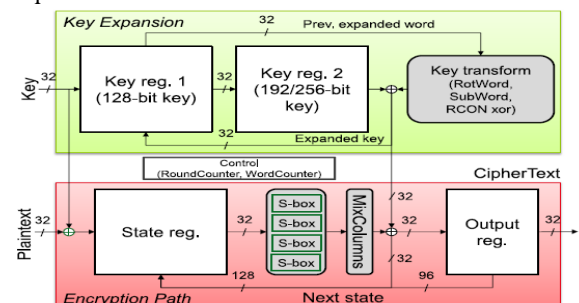 Key Expansion
32
Prev, expanded word
Key
32
Key reg. 1
(128-bit key)
32
Key reg. 2
(192/256-bit
key)
Key transform
(RotWord,
SubWord,
RCON xor)
32
Expanded key
Control
(RoundCounter, WordCounter)
CipherText
Plaintext
32
State reg.
32
S-box
S-box
S-box
S-box
MixColumns
32
32
32
Output
reg.
32
128
96
Encryption Path
Next state